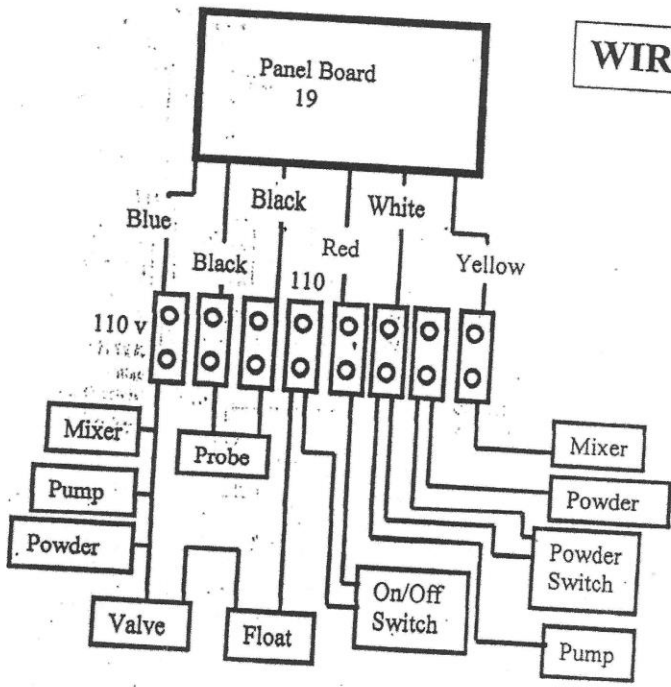 WIR
Panel Board
19
Blue
Black
Black
Red
White
Yellow
110
110 v
Mixer
Pump
Powder
Probe
Valve
Float
On/Off
Switch
Mixer
Powder
Powder
Switch
Pump